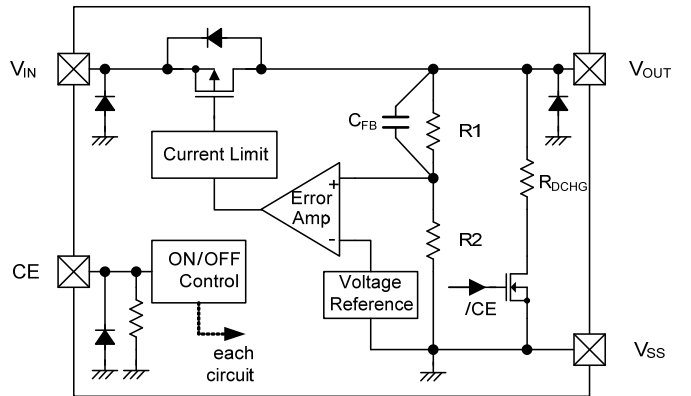 VIN
VOUT
CFB
R1
Current Limit
RDCHG
+
Error
Amp
-
R2
CE
ON/OFF
Control
Voltage
Reference
/CE
each
circuit
VSS